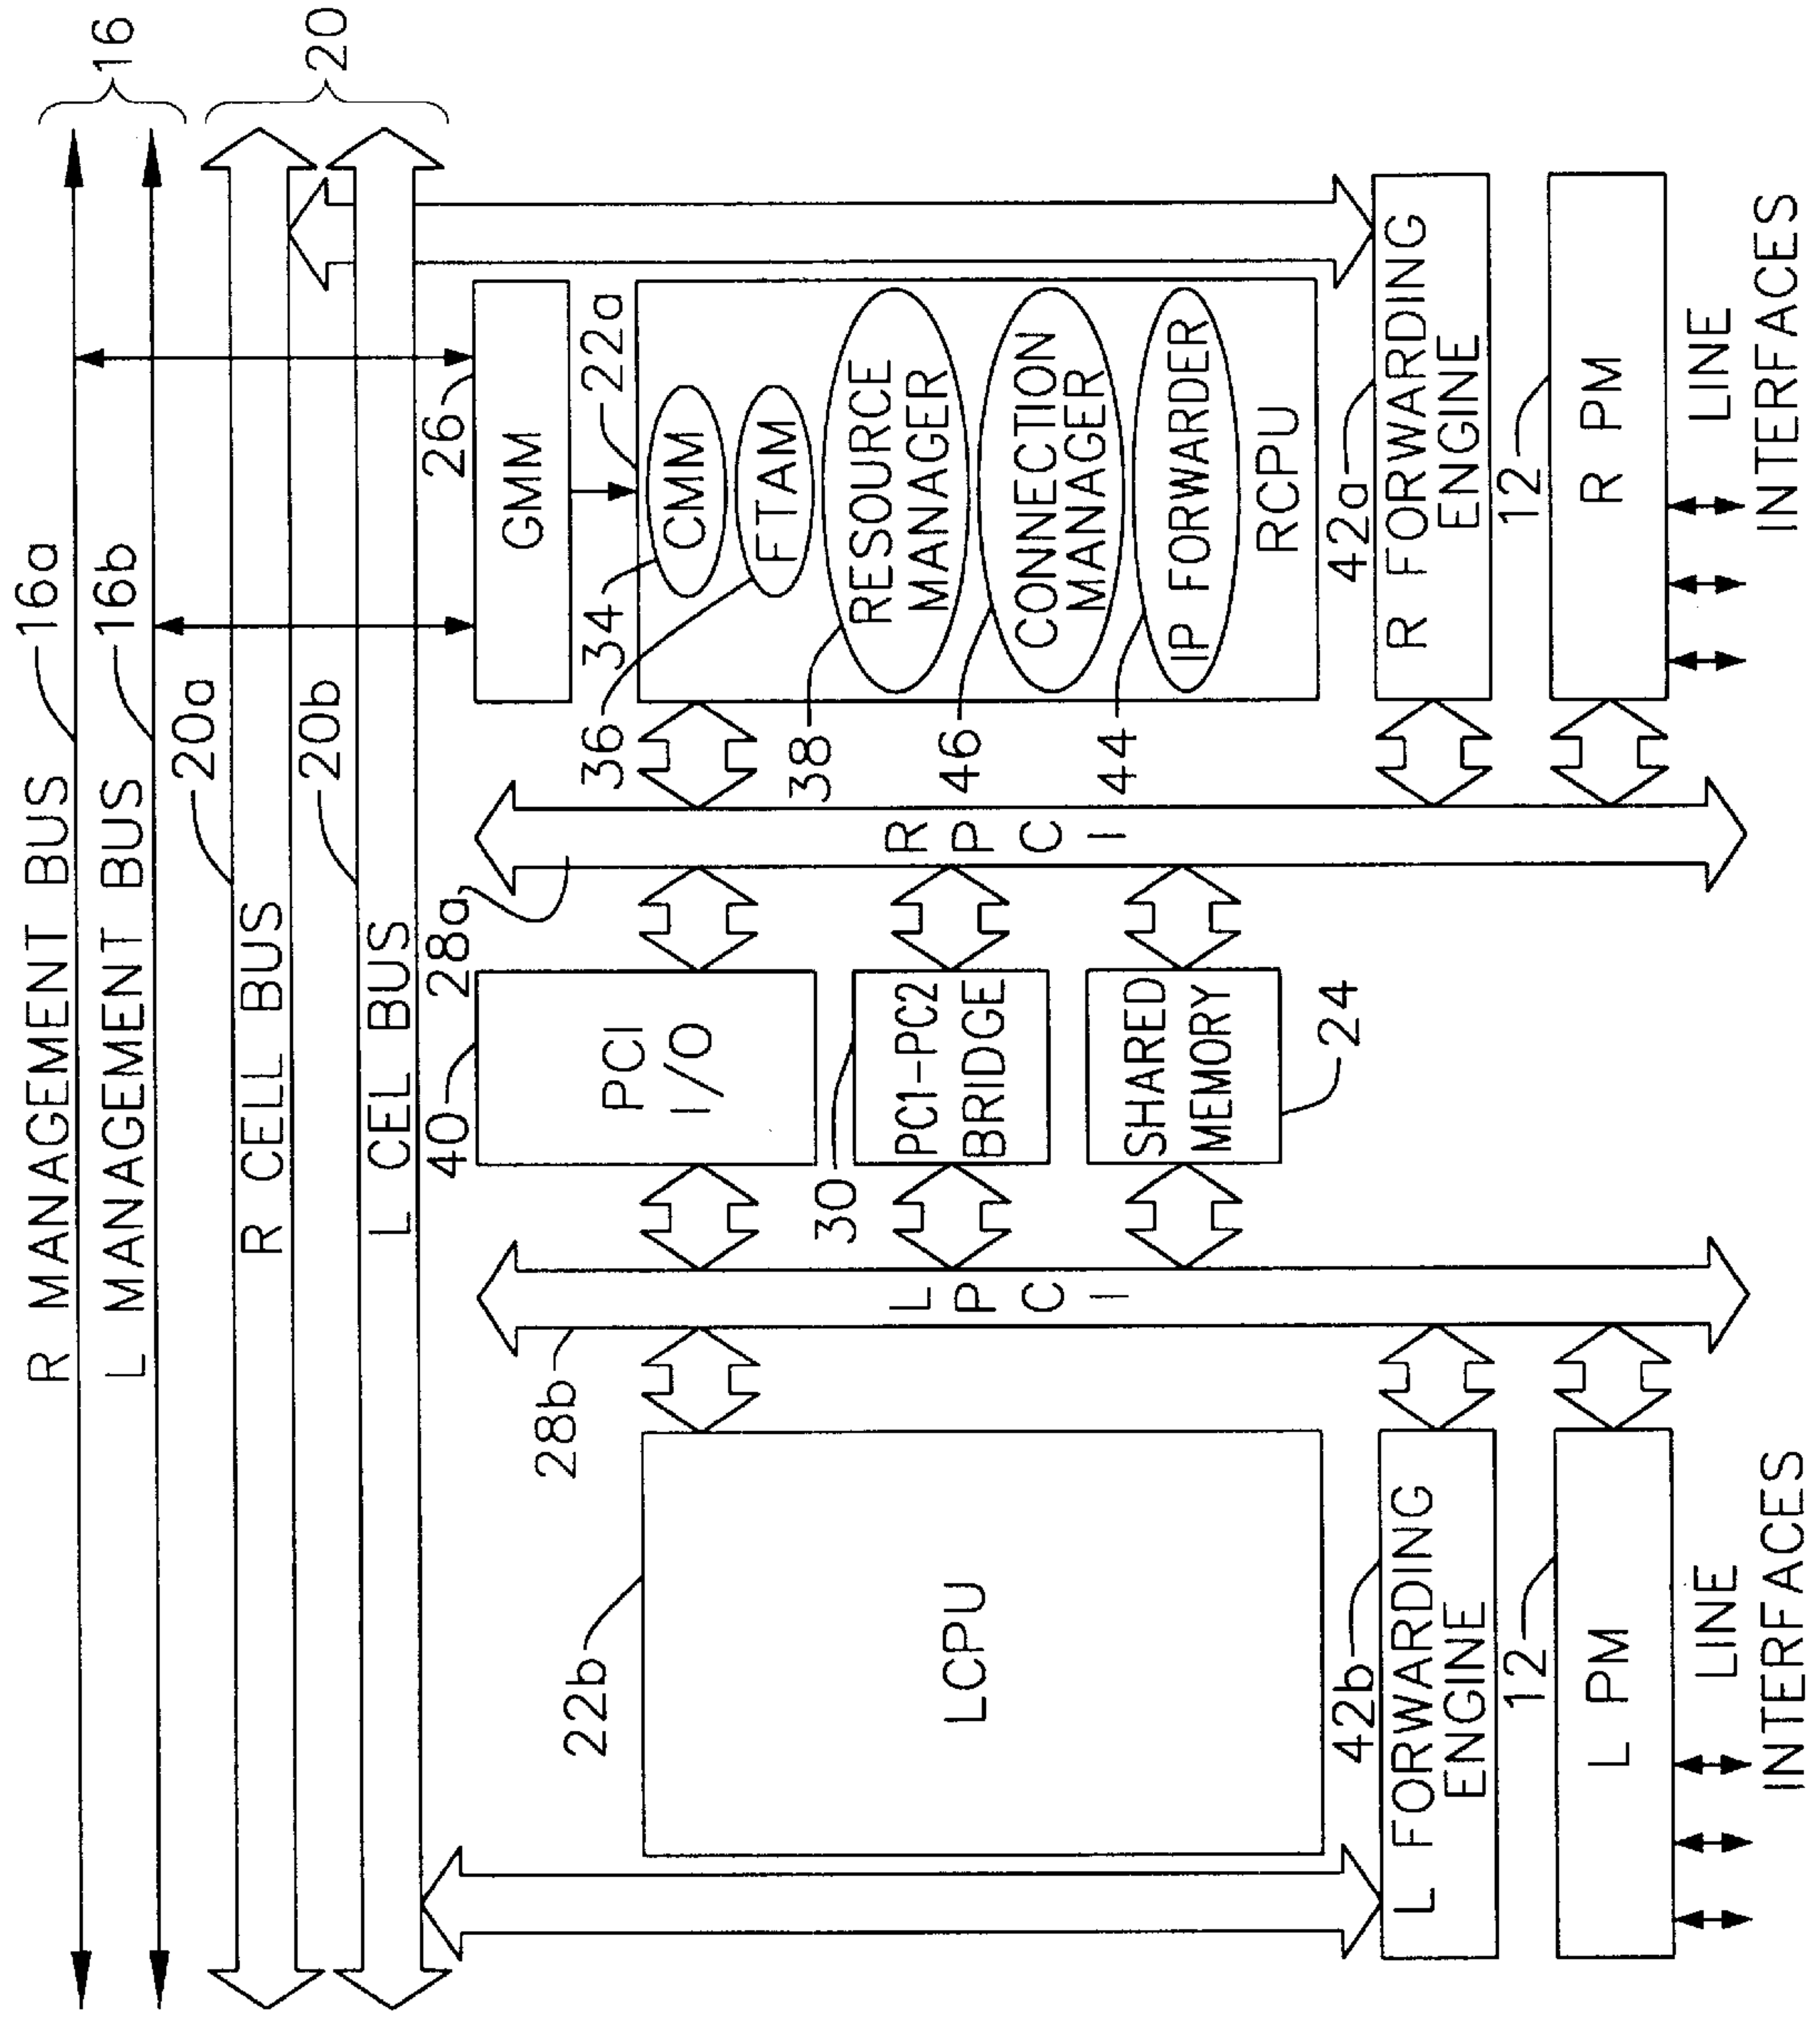 R MANAGEMENT BUS
16a
16
L MANAGEMENT BUS
16b
20a
R CELL BUS
20
20b
L CEL BUS
40
28a
26
GMM
22a
PCI
I/O
34
CMM
36
FTAM
38
RESOURCE
MANAGER
46
CONNECTION
MANAGER
44
IP FORWARDER
RCPU
28b
22b
LCPU
30
PC1-PC2
BRIDGE
SHARED
MEMORY
24
L
P
C
I
R
P
C
I
42b
L FORWARDING
ENGINE
42a
R FORWARDING
ENGINE
12
L PM
12
R PM
LINE
INTERFACES
LINE
INTERFACES